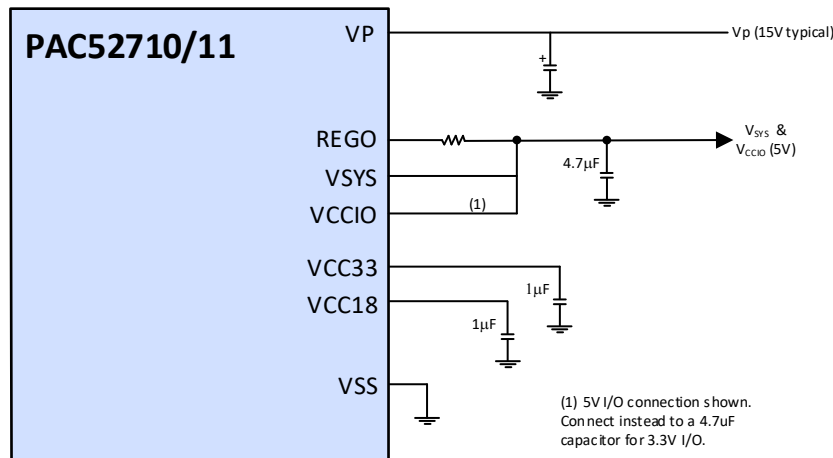 PAC52710/11
VP
Vp (15V typical)
+
REGO
VSYS
VCCIO
(1)
4.7μF
VSYS &
VCCIO (5V)
VCC33
VCC18
1μF
1μF
VSS
(1) 5V I/O connection shown.
Connect instead to a 4.7uF
capacitor for 3.3V I/O.